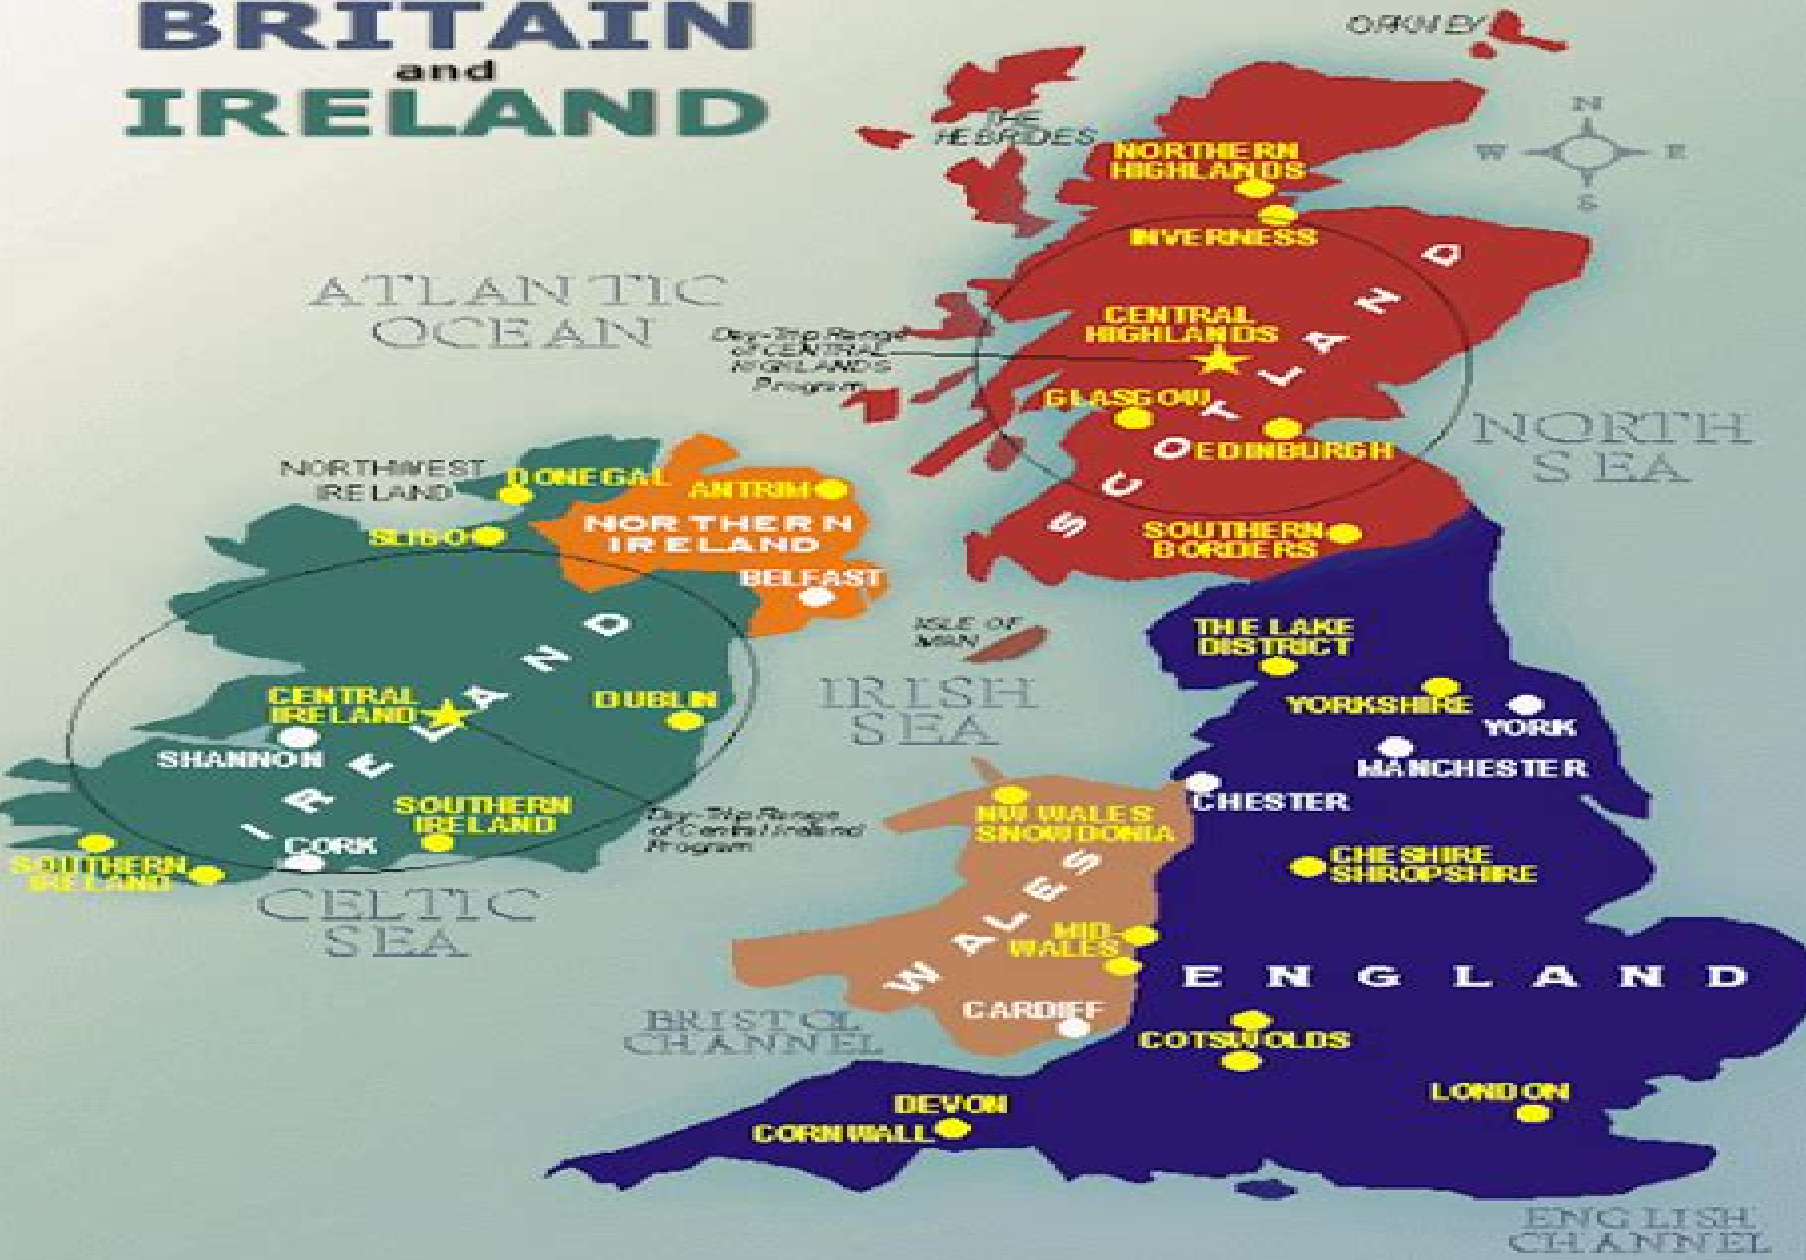 BRITAIN
and
IRELAND
ORKNEY
THE
HEBRIDES
N
W
E
S
NORTHERN
HIGHLANDS
INVERNESS
ATLANTIC
OCEAN
CENTRAL
HIGHLANDS
Day-Trip Range
of CENTRAL
HIGHLANDS
Program
GLASGOW
EDINBURGH
SCOTLAND
NORTH
SEA
SOUTHERN
BORDERS
NORTHWEST
IRELAND
DONEGAL
ANTRIM
SLIGO
NORTHERN
IRELAND
BELFAST
ISLE OF
MAN
THE LAKE
DISTRICT
IRISH
SEA
CENTRAL
IRELAND
DUBLIN
IRELAND
SHANNON
YORKSHIRE
YORK
MANCHESTER
CHESTER
SOUTHERN
IRELAND
Day-Trip Range
of Central Ireland
Program
CORK
SOUTHERN
IRELAND
NW WALES
SNOWDONIA
CHESHIRE
SHROPSHIRE
CELTIC
SEA
WALES
MID-
WALES
ENGLAND
CARDIFF
BRISTOL
CHANNEL
COTSWOLDS
DEVON
CORNWALL
LONDON
ENGLISH
CHANNEL